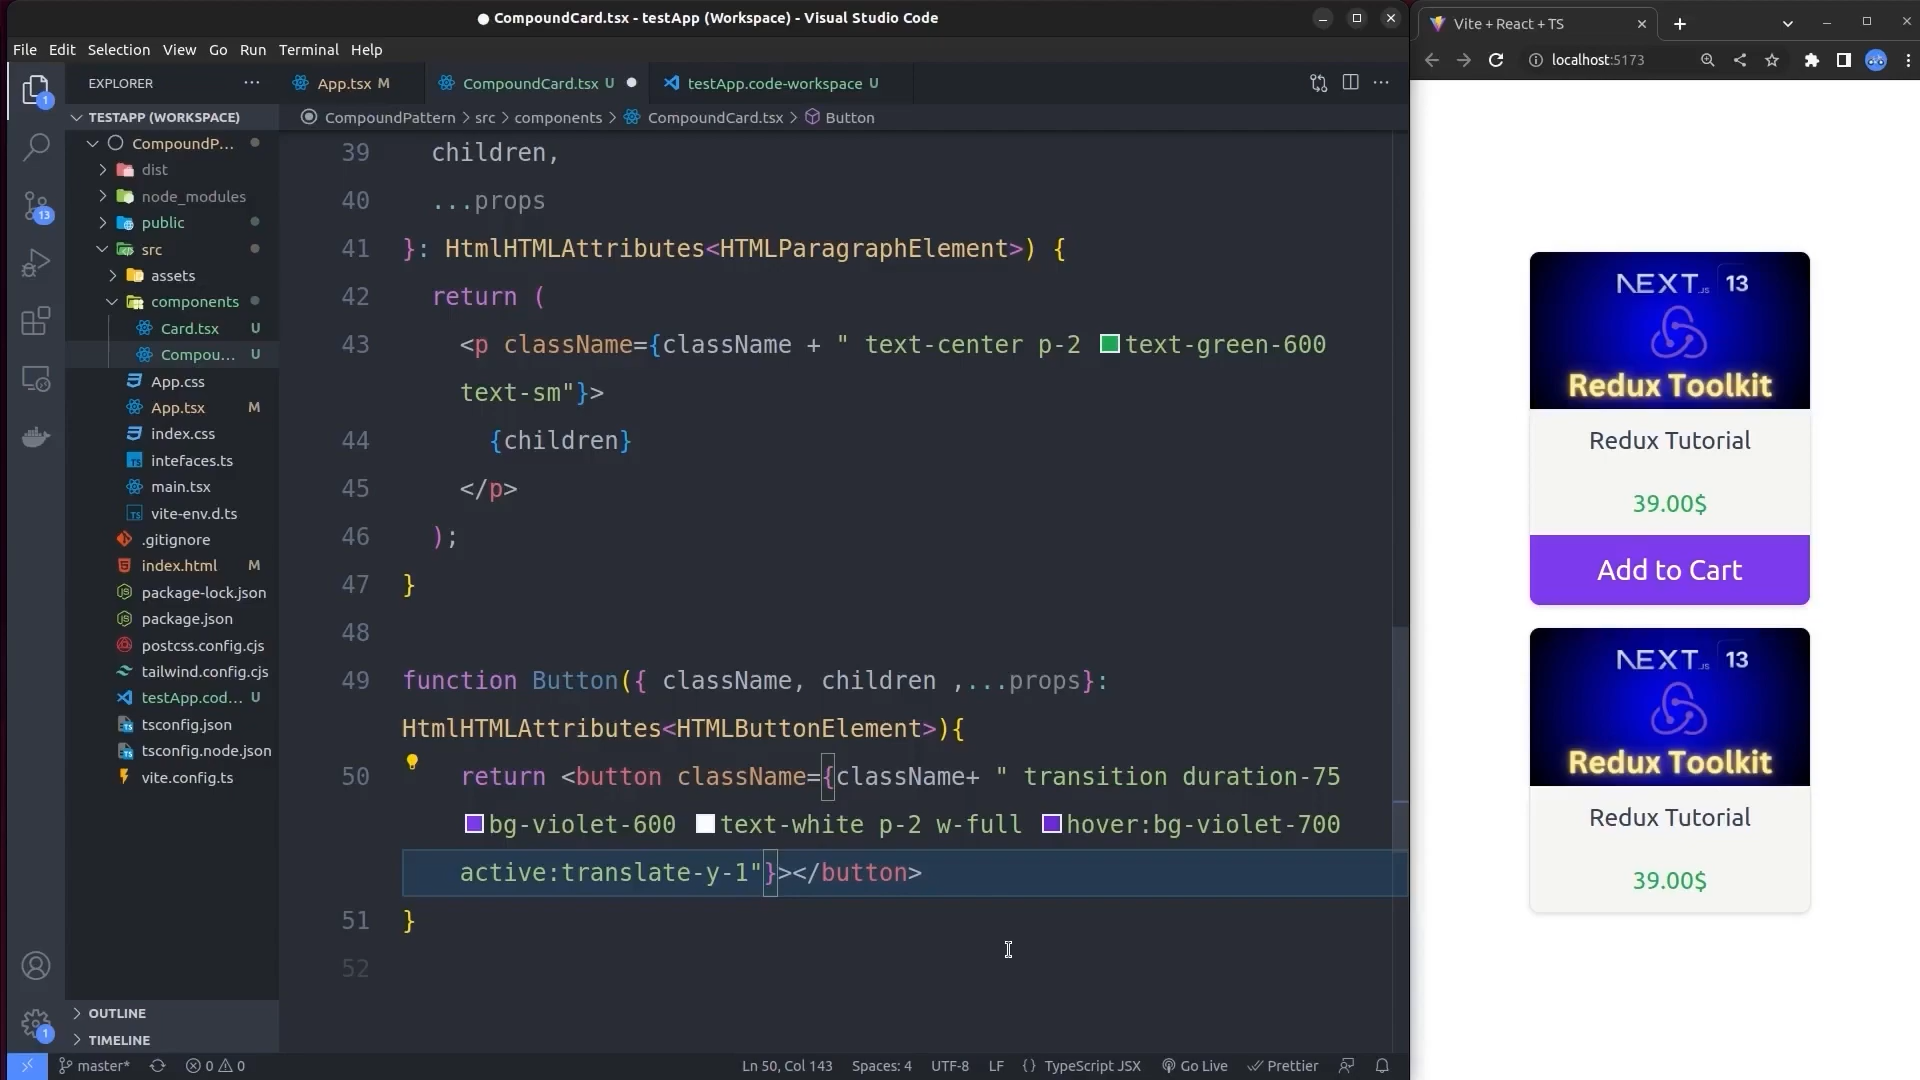 CompoundCard.tsx - testApp (Workspace) - Visual Studio Code
File Edit Selection View Go Run Terminal Help
EXPLORER
TESTAPP (WORKSPACE)
CompoundP...
dist
node_modules
public
src
assets
components
Card.tsx U
Compou... U
App.css
App.tsx M
index.css
intefaces.ts
main.tsx
vite-env.d.ts
.gitignore
index.html M
package-lock.json
package.json
postcss.config.cjs
tailwind.config.cjs
testApp.cod... U
tsconfig.json
tsconfig.node.json
vite.config.ts
OUTLINE
TIMELINE
1
13
1
App.tsx M CompoundCard.tsx U testApp.code-workspace U
CompoundPattern > src > components > CompoundCard.tsx > Button
39 children,
40 ...props
41 }: HtmlHTMLAttributes<HTMLParagraphElement>) {
42 return (
43 <p className={className + " text-center p-2 text-green-600
text-sm"}>
44 {children}
45 </p>
46 );
47 }
48
49 function Button({ className, children ,...props}:
HtmlHTMLAttributes<HTMLButtonElement>){
50 return <button className={className+ " transition duration-75
bg-violet-600 text-white p-2 w-full hover:bg-violet-700
active:translate-y-1"}></button>
51 }
52
master* 0 0 Ln 50, Col 143 Spaces: 4 UTF-8 LF {} TypeScript JSX Go Live Prettier
Vite + React + TS
localhost:5173
NEXT.JS 13
Redux Toolkit
Redux Tutorial
39.00$
Add to Cart
NEXT.JS 13
Redux Toolkit
Redux Tutorial
39.00$